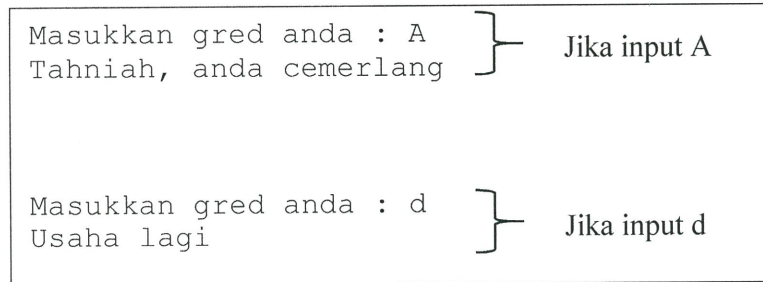 Masukkan gred anda : A
Tahniah, anda cemerlang
Jika input A
Masukkan gred anda : d
Usaha lagi
Jika input d